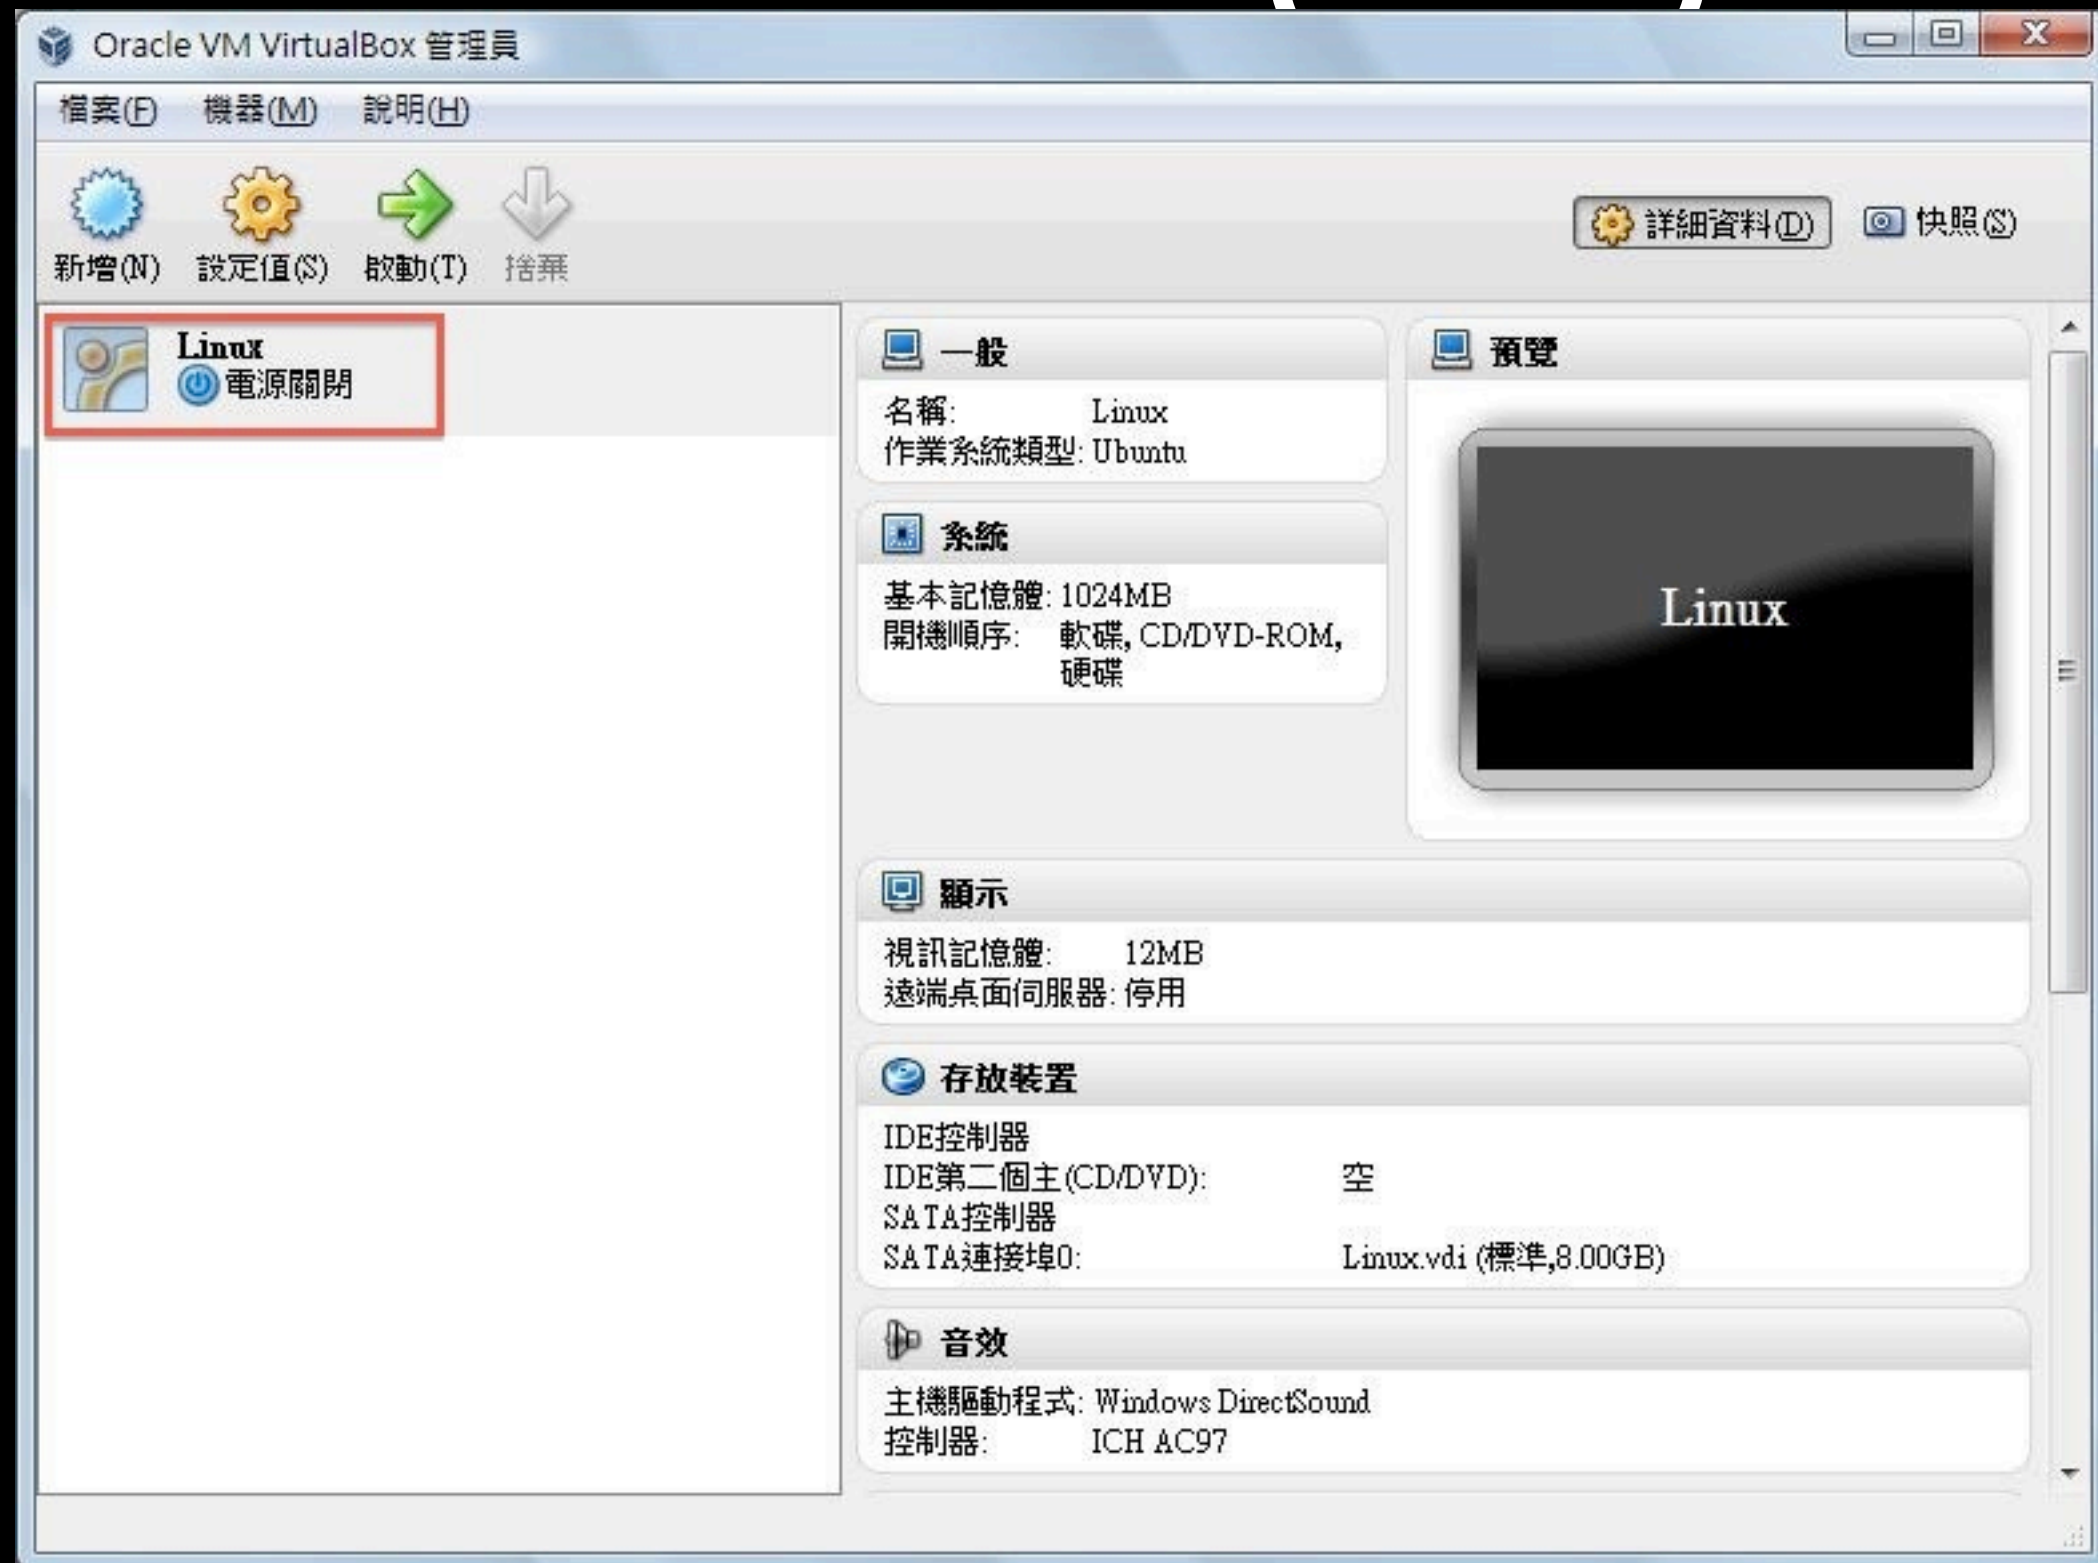 Oracle VM VirtualBox 管理員
檔案(F) 機器(M) 說明(H)
新增(N) 設定值(S) 啟動(T) 捨棄
詳細資料(D) 快照(S)
Linux
電源關閉
一般
名稱: Linux
作業系統類型: Ubuntu
預覽
Linux
系統
基本記憶體: 1024MB
開機順序: 軟碟, CD/DVD-ROM,
硬碟
顯示
視訊記憶體: 12MB
遠端桌面伺服器: 停用
存放裝置
IDE控制器
IDE第二個主(CD/DVD): 空
SATA控制器
SATA連接埠0: Linux.vdi (標準,8.00GB)
音效
主機驅動程式: Windows DirectSound
控制器: ICH AC97